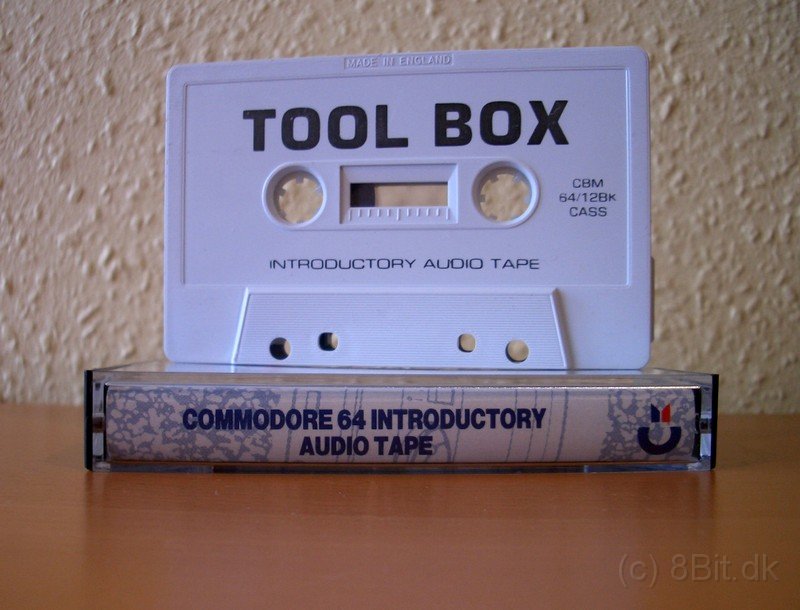 MADE IN ENGLAND
TOOL BOX
CBM
64/12BK
CASS
INTRODUCTORY AUDIO TAPE
COMMODORE 64 INTRODUCTORY
AUDIO TAPE
(c) 8Bit.dk